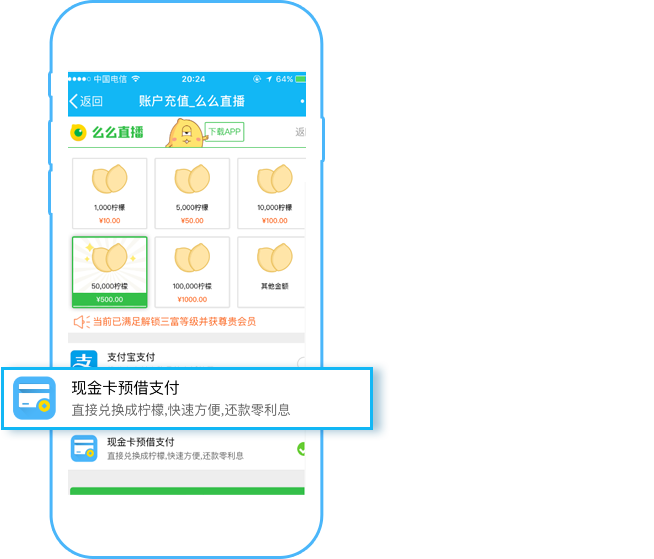 中国电信 20:24 64%
返回 账户充值_么么直播
么么直播 下载APP
1,000柠檬 5,000柠檬 10,000柠檬
¥10.00 ¥50.00 ¥100.00
50,000柠檬 100,000柠檬 其他金额
¥500.00 ¥1000.00
当前已满足解锁三富等级并获尊贵会员
支付宝支付
现金卡预借支付
直接兑换成柠檬,快速方便,还款零利息
现金卡预借支付
直接兑换成柠檬,快速方便,还款零利息